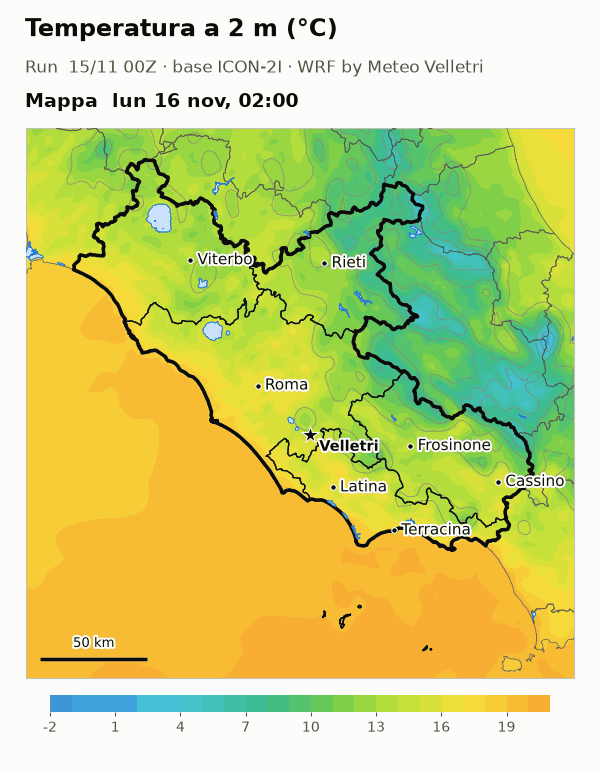 Temperatura a 2 m (°C)
Run  15/11 00Z · base ICON-2I · WRF by Meteo Velletri
Mappa  lun 16 nov, 02:00
Viterbo
Rieti
Roma
Velletri
Frosinone
Cassino
Latina
Terracina
50 km
-2 1 4 7 10 13 16 19